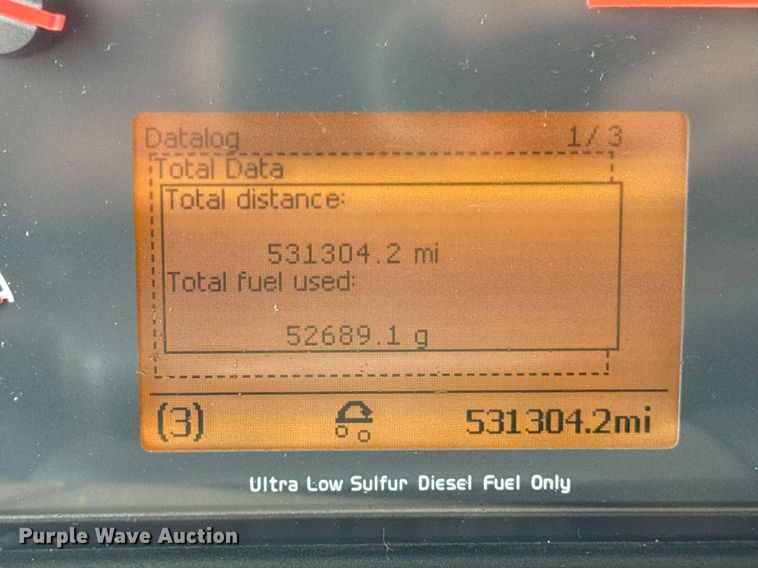 Datalog 1/3
Total Data
Total distance:
531304.2 mi
Total fuel used:
52689.1 g
(3) 531304.2mi
Ultra Low Sulfur Diesel Fuel Only
Purple Wave Auction